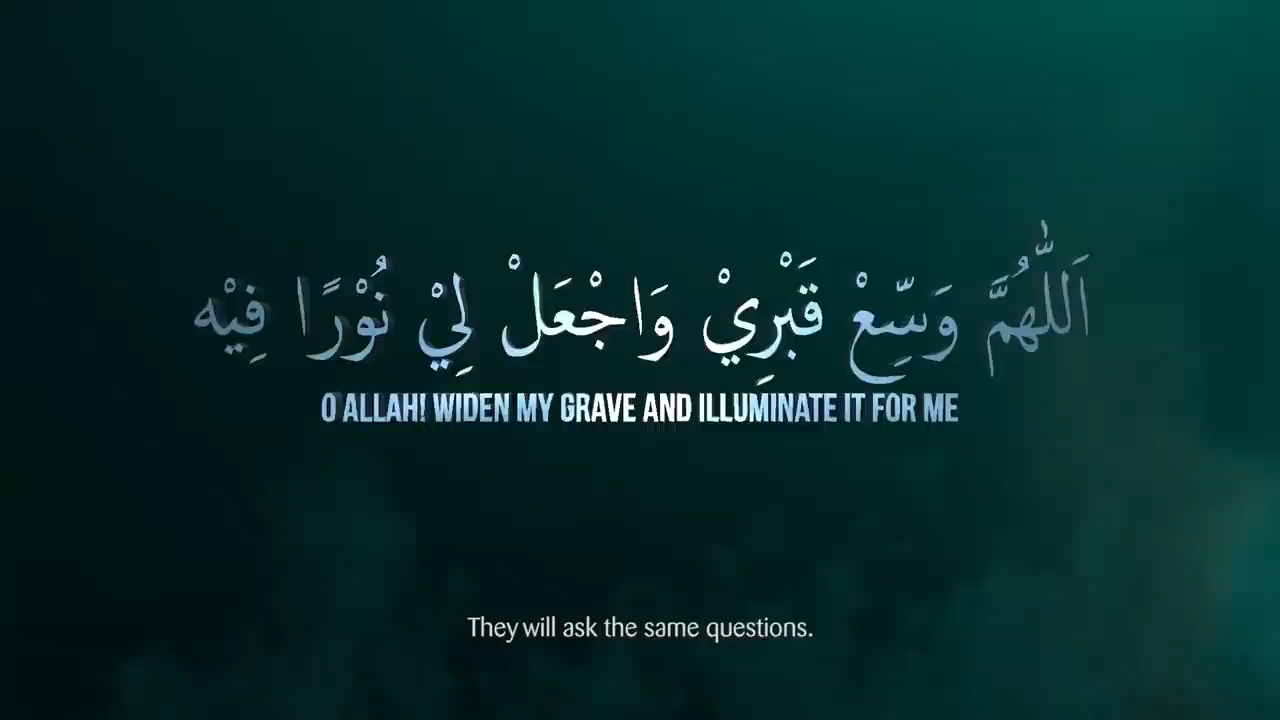 اَللّٰهُمَّ وَسِّعْ قَبْرِيْ وَاجْعَلْ لِيْ نُوْرًا فِيْه
O ALLAH! WIDEN MY GRAVE AND ILLUMINATE IT FOR ME
They will ask the same questions.